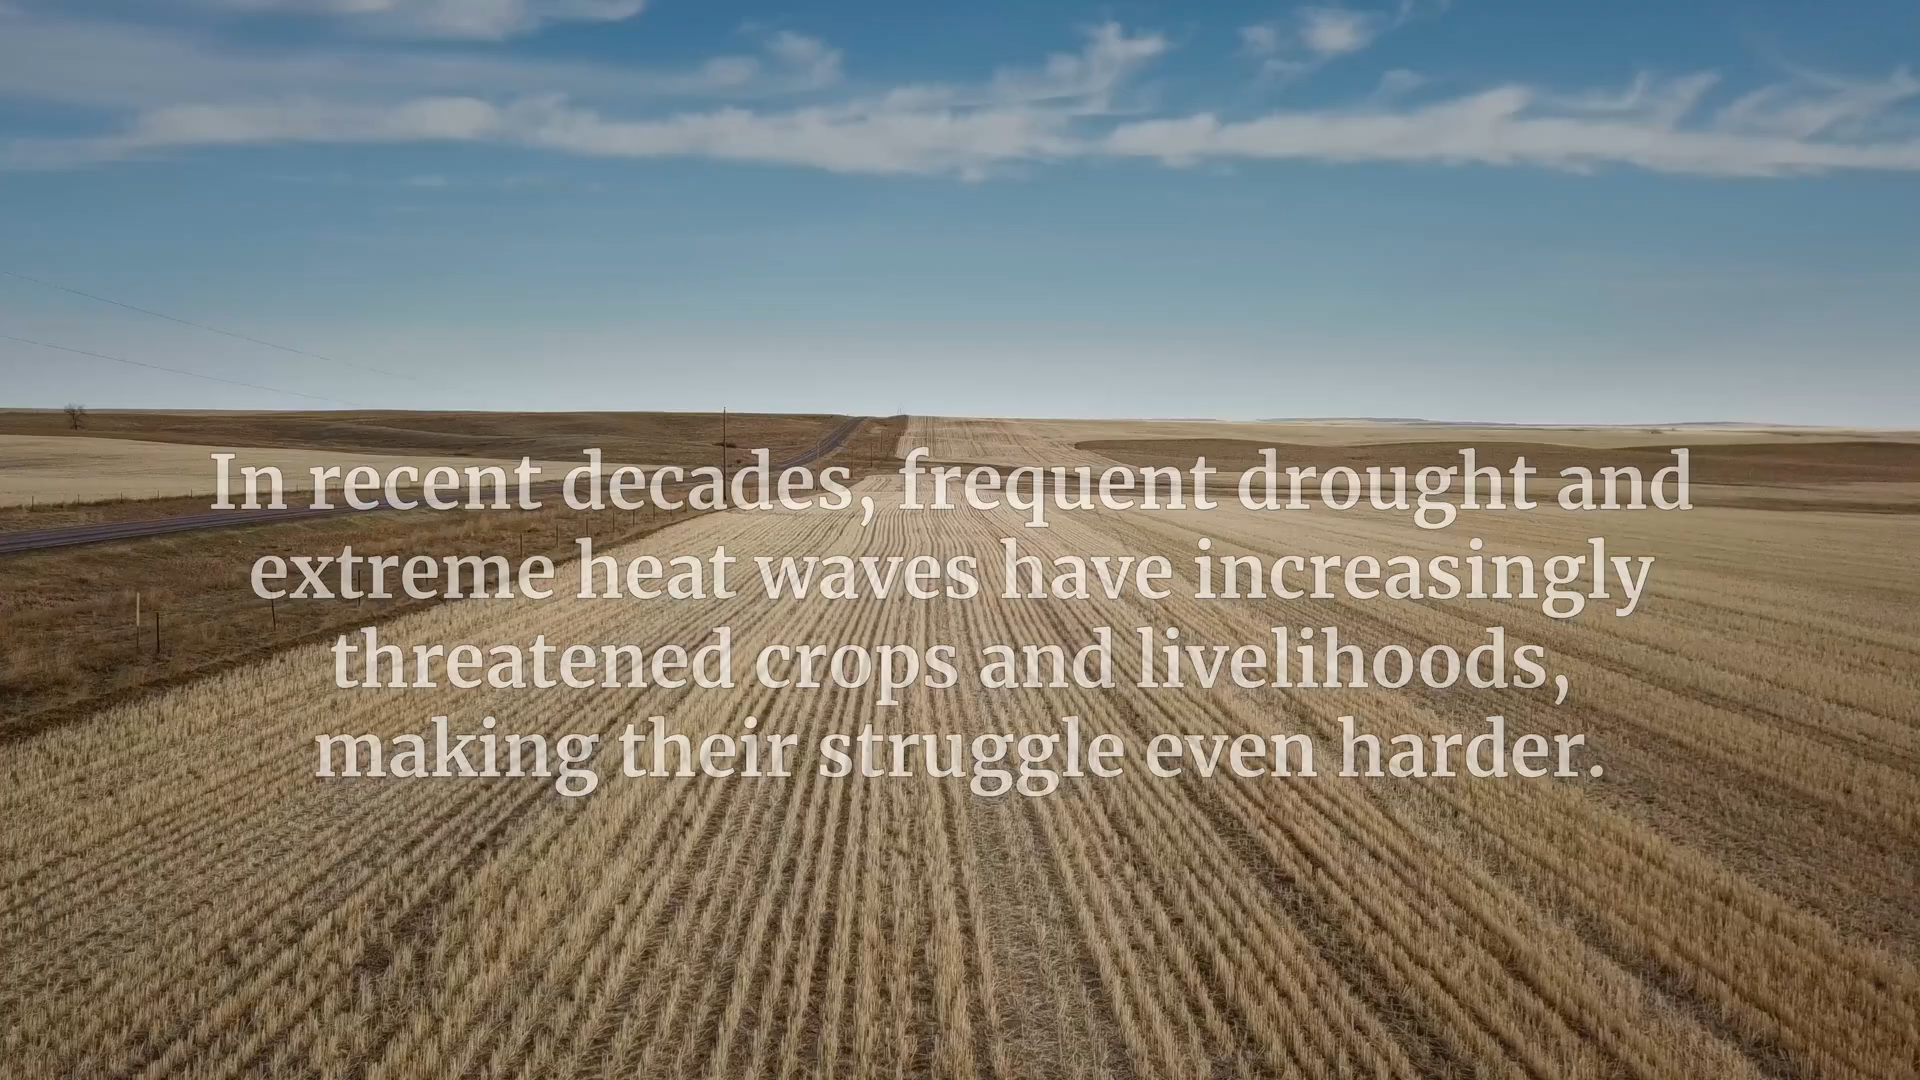 In recent decades, frequent drought and
extreme heat waves have increasingly
threatened crops and livelihoods,
making their struggle even harder.